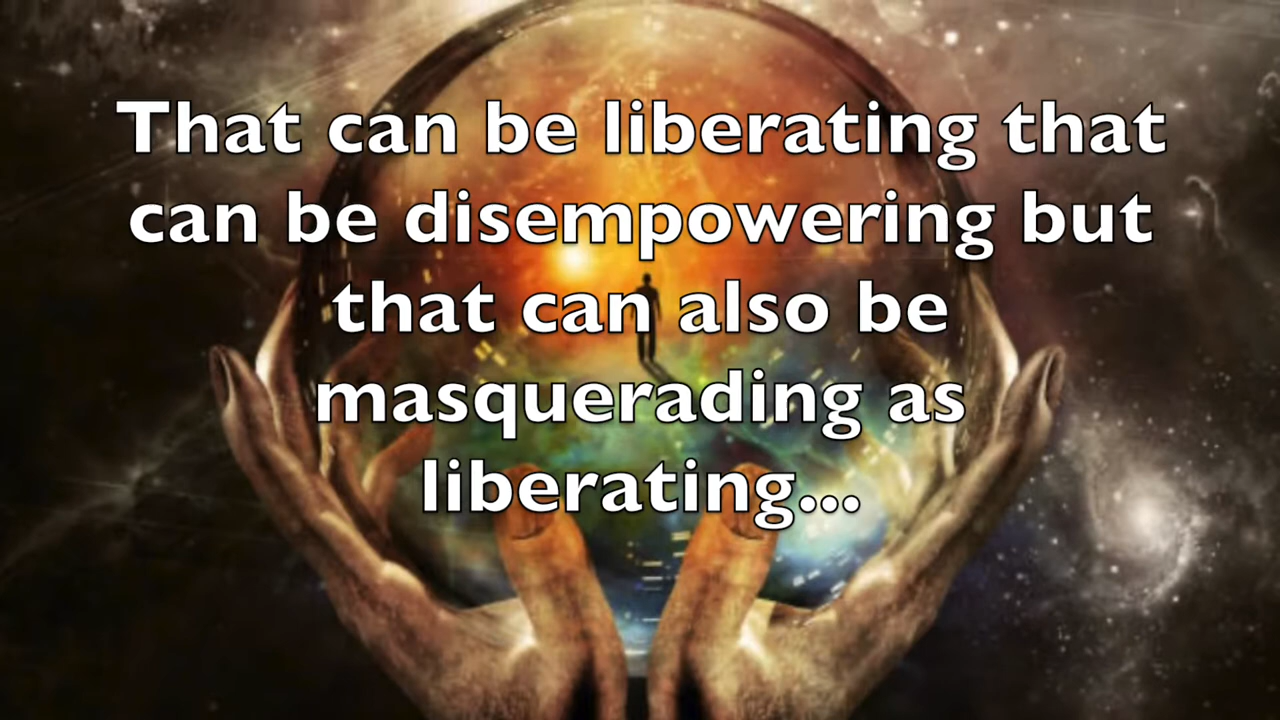 That can be liberating that
can be disempowering but
that can also be
masquerading as
liberating...